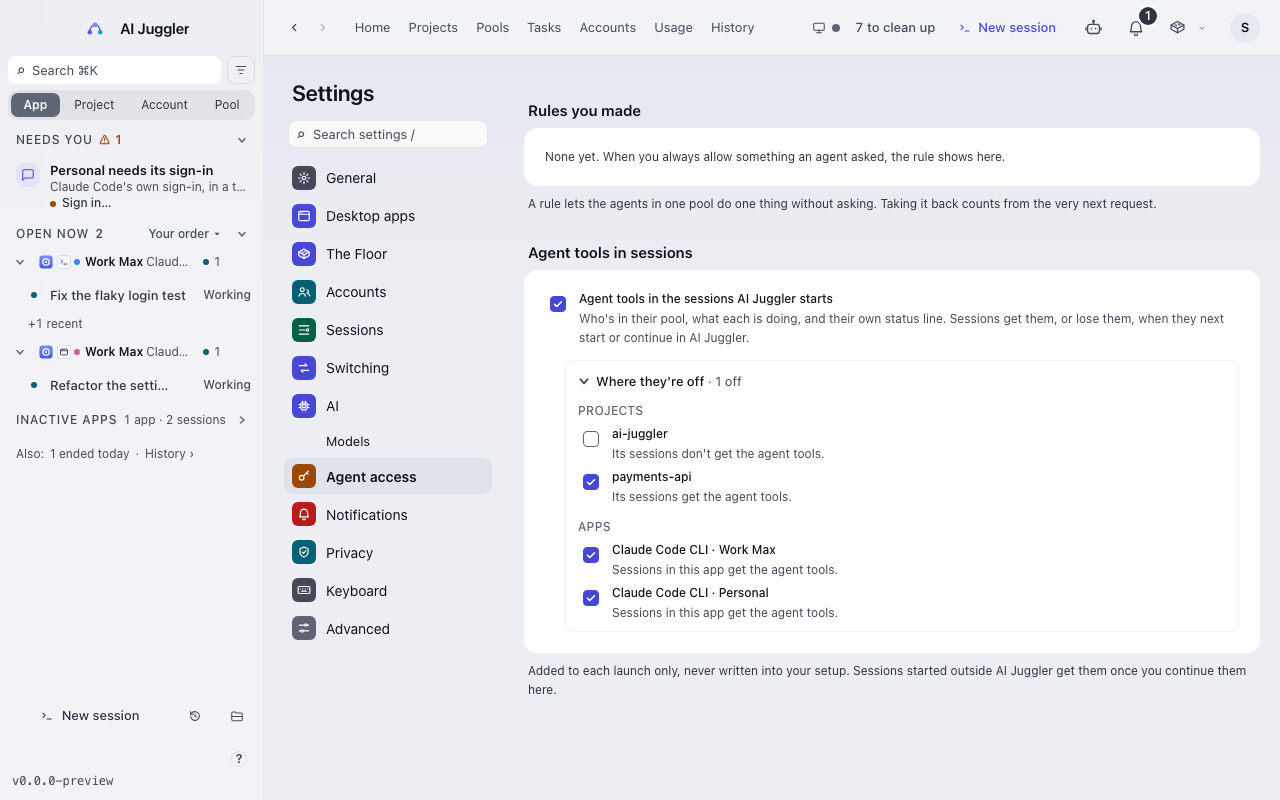 AI Juggler
Search ⌘K
App Project Account Pool
NEEDS YOU 1
Personal needs its sign-in
Claude Code's own sign-in, in a t...
Sign in...
OPEN NOW 2 Your order
Work Max Claud... 1
Fix the flaky login test Working
+1 recent
Work Max Claud... 1
Refactor the setti... Working
INACTIVE APPS 1 app · 2 sessions
Also: 1 ended today · History ›
New session
?
v0.0.0-preview
Home Projects Pools Tasks Accounts Usage History
7 to clean up
New session
1
S
Settings
Search settings /
General
Desktop apps
The Floor
Accounts
Sessions
Switching
AI
Models
Agent access
Notifications
Privacy
Keyboard
Advanced
Rules you made
None yet. When you always allow something an agent asked, the rule shows here.
A rule lets the agents in one pool do one thing without asking. Taking it back counts from the very next request.
Agent tools in sessions
Agent tools in the sessions AI Juggler starts
Who's in their pool, what each is doing, and their own status line. Sessions get them, or lose them, when they next
start or continue in AI Juggler.
Where they're off · 1 off
PROJECTS
ai-juggler
Its sessions don't get the agent tools.
payments-api
Its sessions get the agent tools.
APPS
Claude Code CLI · Work Max
Sessions in this app get the agent tools.
Claude Code CLI · Personal
Sessions in this app get the agent tools.
Added to each launch only, never written into your setup. Sessions started outside AI Juggler get them once you continue them
here.